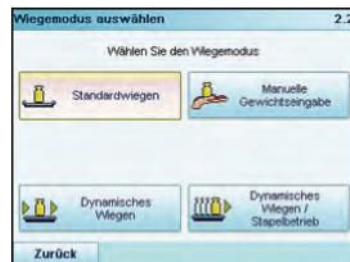 Wiegemodus auswählen 2.2
Wählen Sie den Wiegemodus
Standardwiegen
Manuelle
Gewichtseingabe
Dynamisches
Wiegen
Dynamisches
Wiegen /
Stapelbetrieb
Zurück